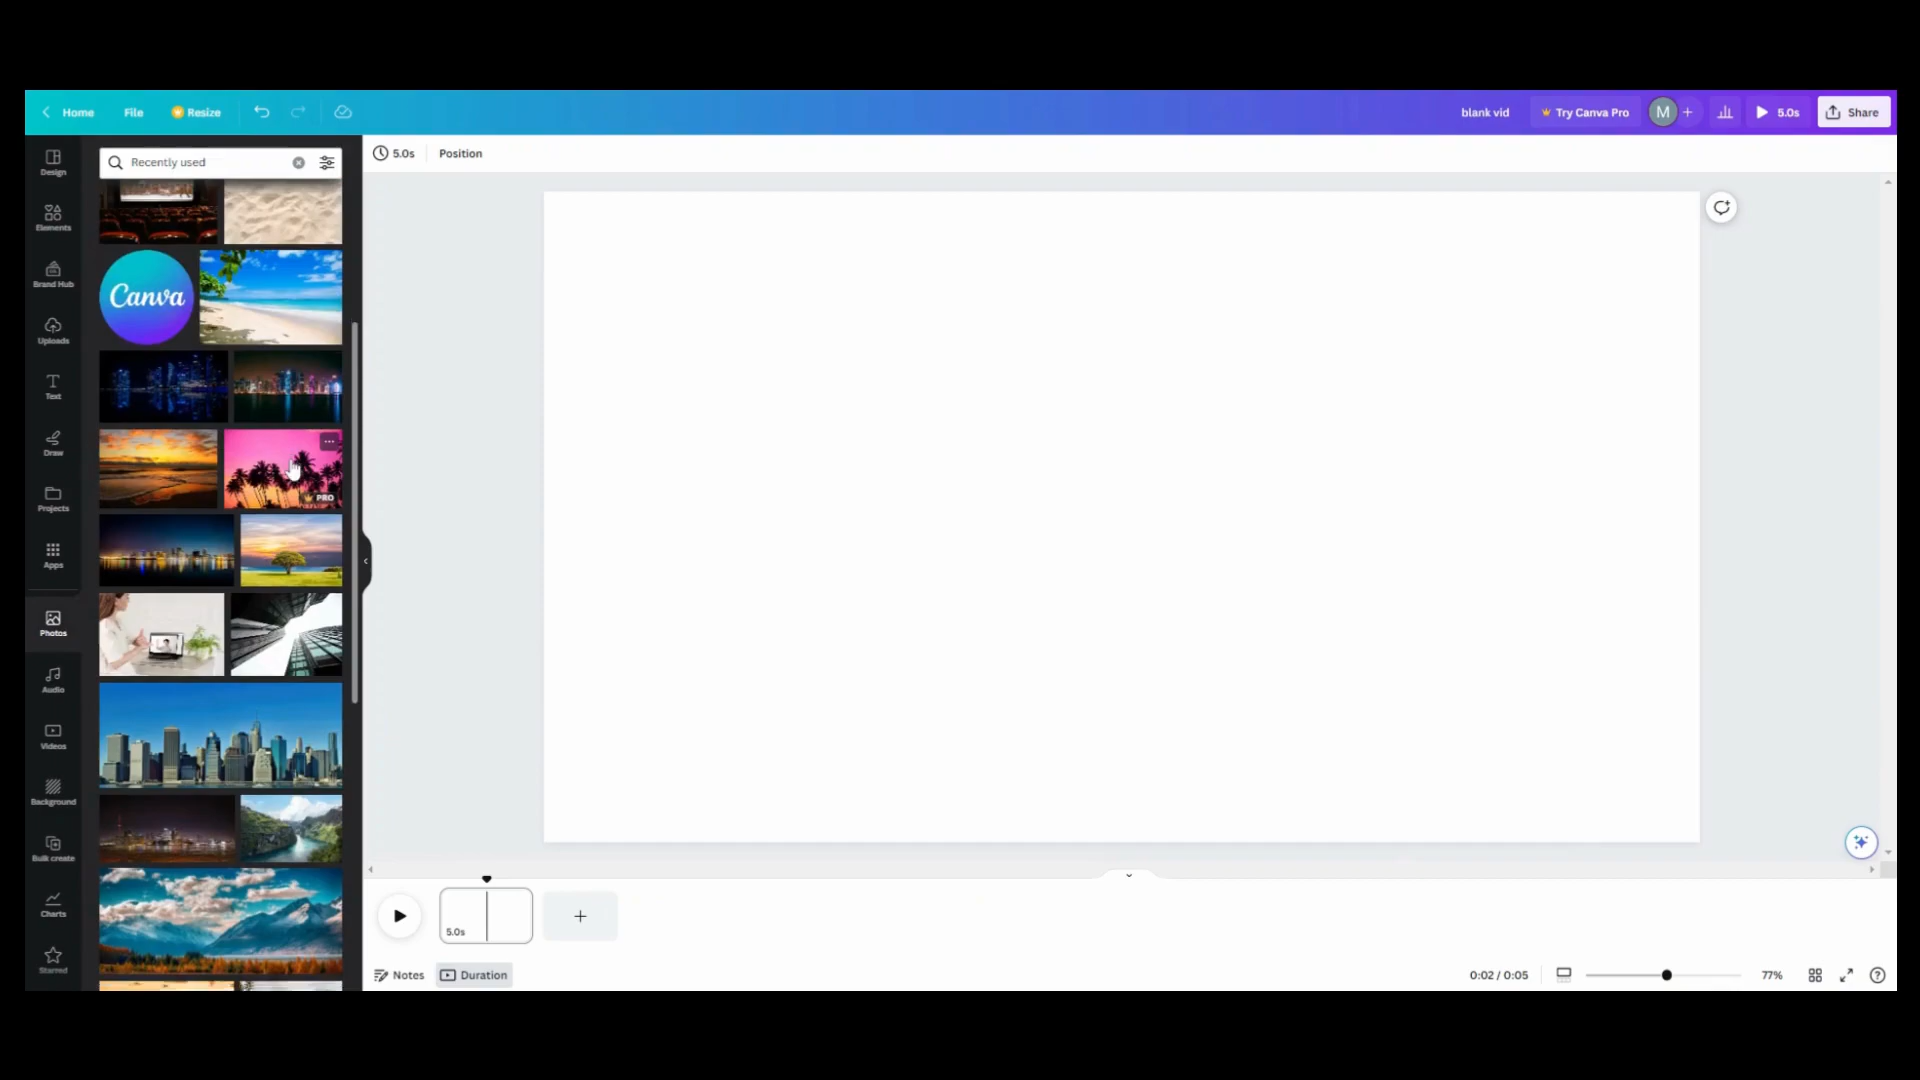 Home File Resize blank vid Try Canva Pro M + 5.0s Share
Design
Elements
Brand Hub
Uploads
Text
Draw
Projects
Apps
Photos
Audio
Videos
Background
Bulk create
Charts
Starred
Recently used
Canva
PRO
5.0s Position
5.0s
Notes Duration 0:02 / 0:05 77%